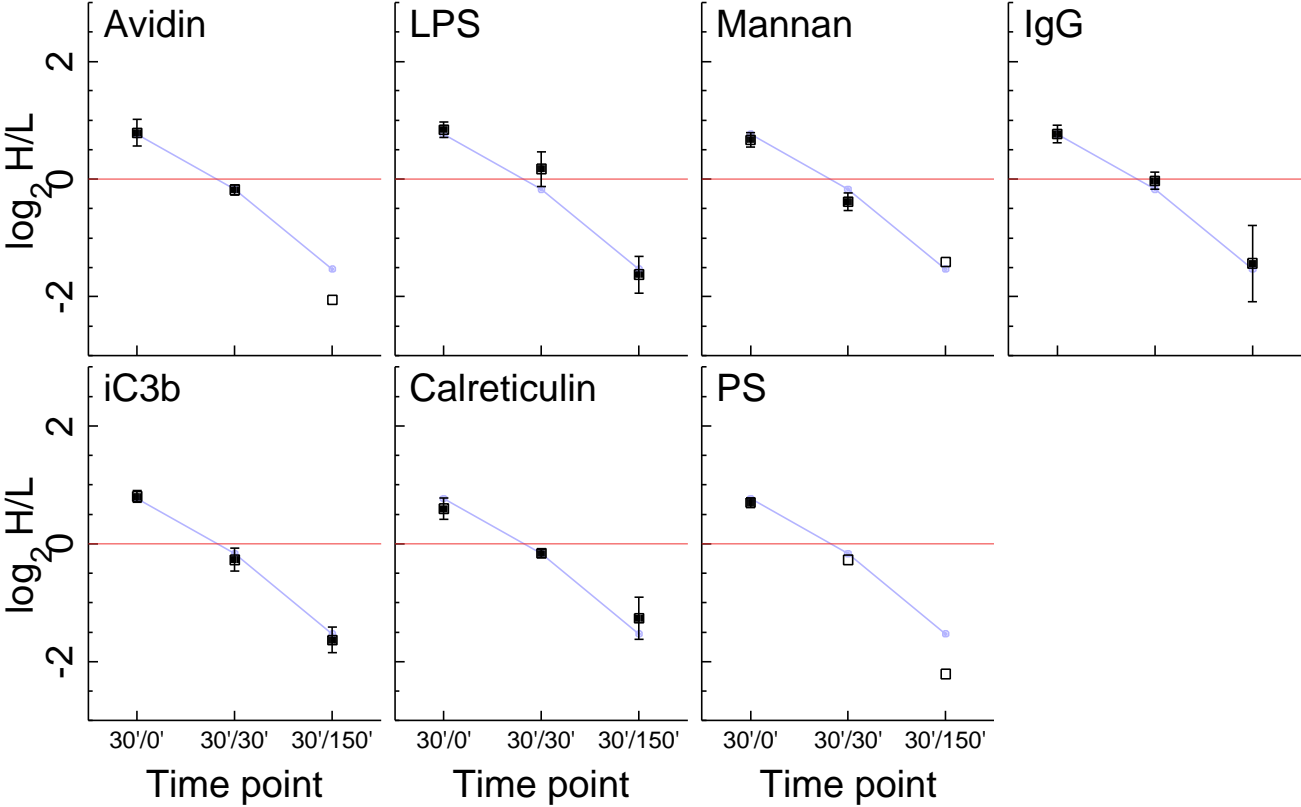 Avidin
LPS
Mannan
IgG
log2 H/L
2
0
-2
iC3b
Calreticulin
PS
log2 H/L
2
0
-2
30'/0' 30'/30' 30'/150'
30'/0' 30'/30' 30'/150'
30'/0' 30'/30' 30'/150'
Time point
Time point
Time point